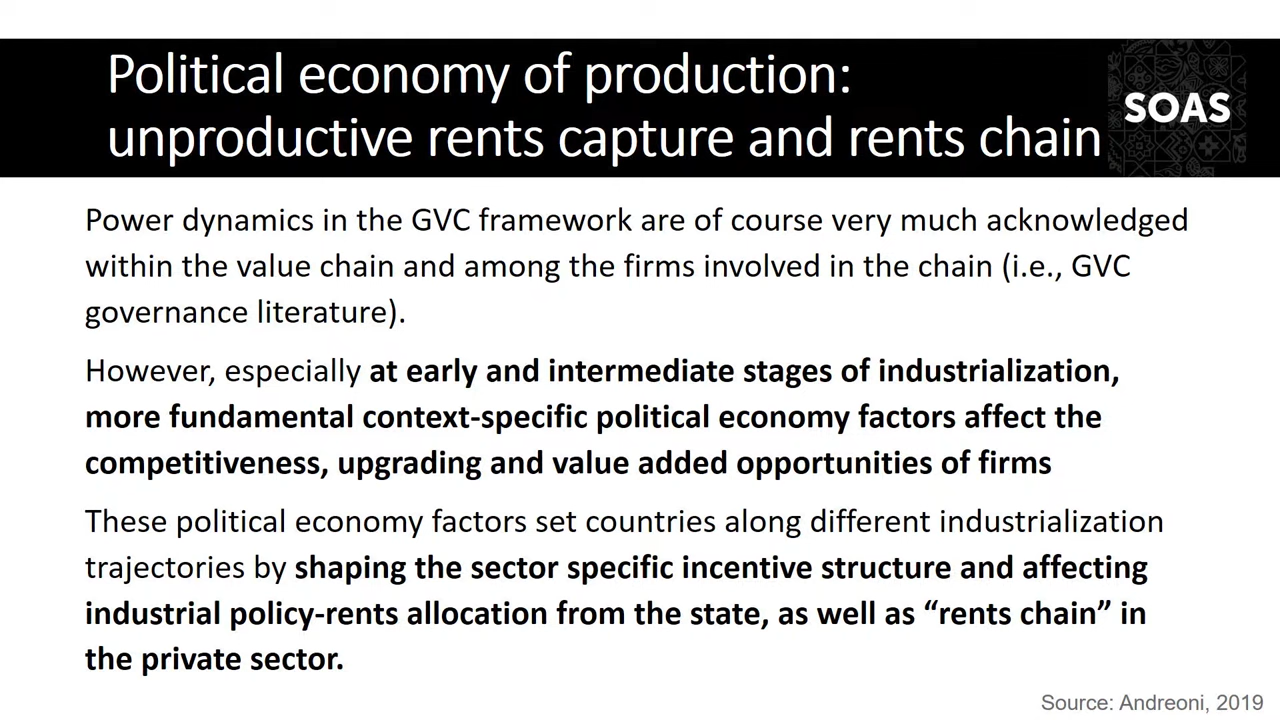 Political economy of production:
unproductive rents capture and rents chain
SOAS
Power dynamics in the GVC framework are of course very much acknowledged
within the value chain and among the firms involved in the chain (i.e., GVC
governance literature).
However, especially at early and intermediate stages of industrialization,
more fundamental context-specific political economy factors affect the
competitiveness, upgrading and value added opportunities of firms
These political economy factors set countries along different industrialization
trajectories by shaping the sector specific incentive structure and affecting
industrial policy-rents allocation from the state, as well as “rents chain” in
the private sector.
Source: Andreoni, 2019